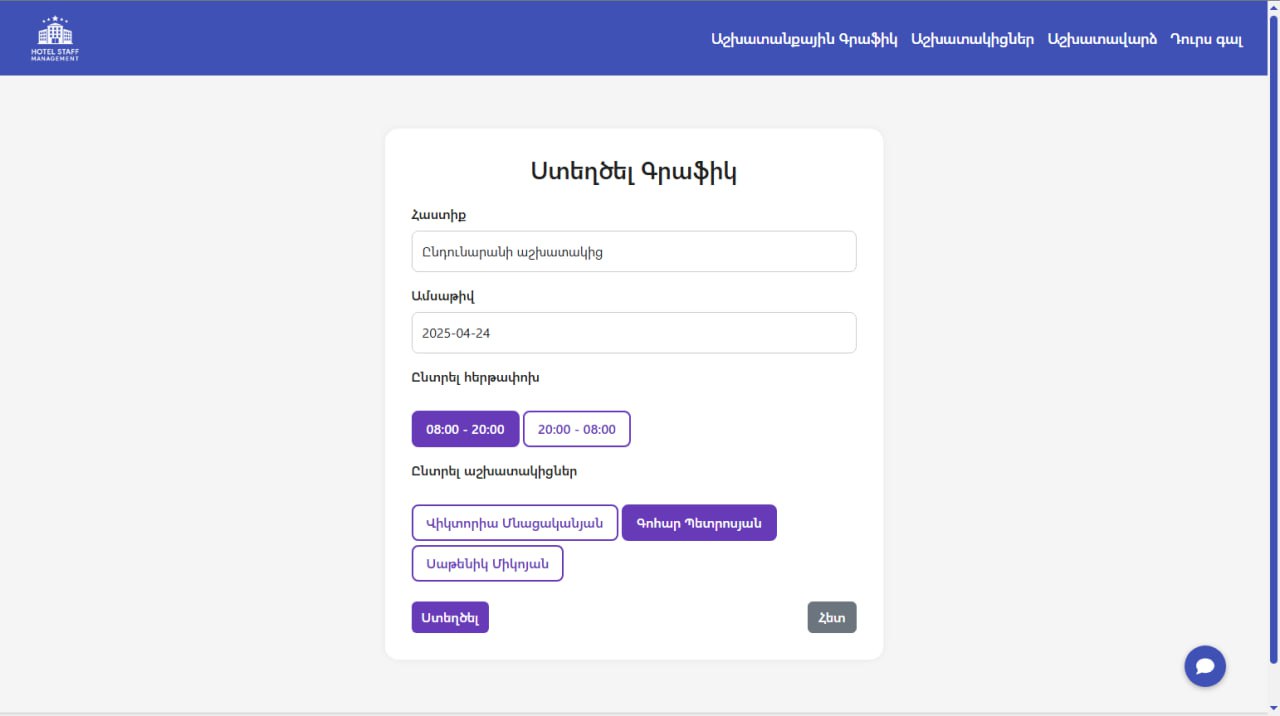 HOTEL STAFF
MANAGEMENT
Աշխատանքային Գրաֆիկ Աշխատակիցներ Աշխատավարձ Դուրս գալ
Ստեղծել Գրաֆիկ
Հաստիք
Ընդունարանի աշխատակից
Ամսաթիվ
2025-04-24
Ընտրել հերթափոխ
08:00 - 20:00 20:00 - 08:00
Ընտրել աշխատակիցներ
Վիկտորիա Մնացականյան Գոհար Պետրոսյան
Սաթենիկ Միկոյան
Ստեղծել Հետ